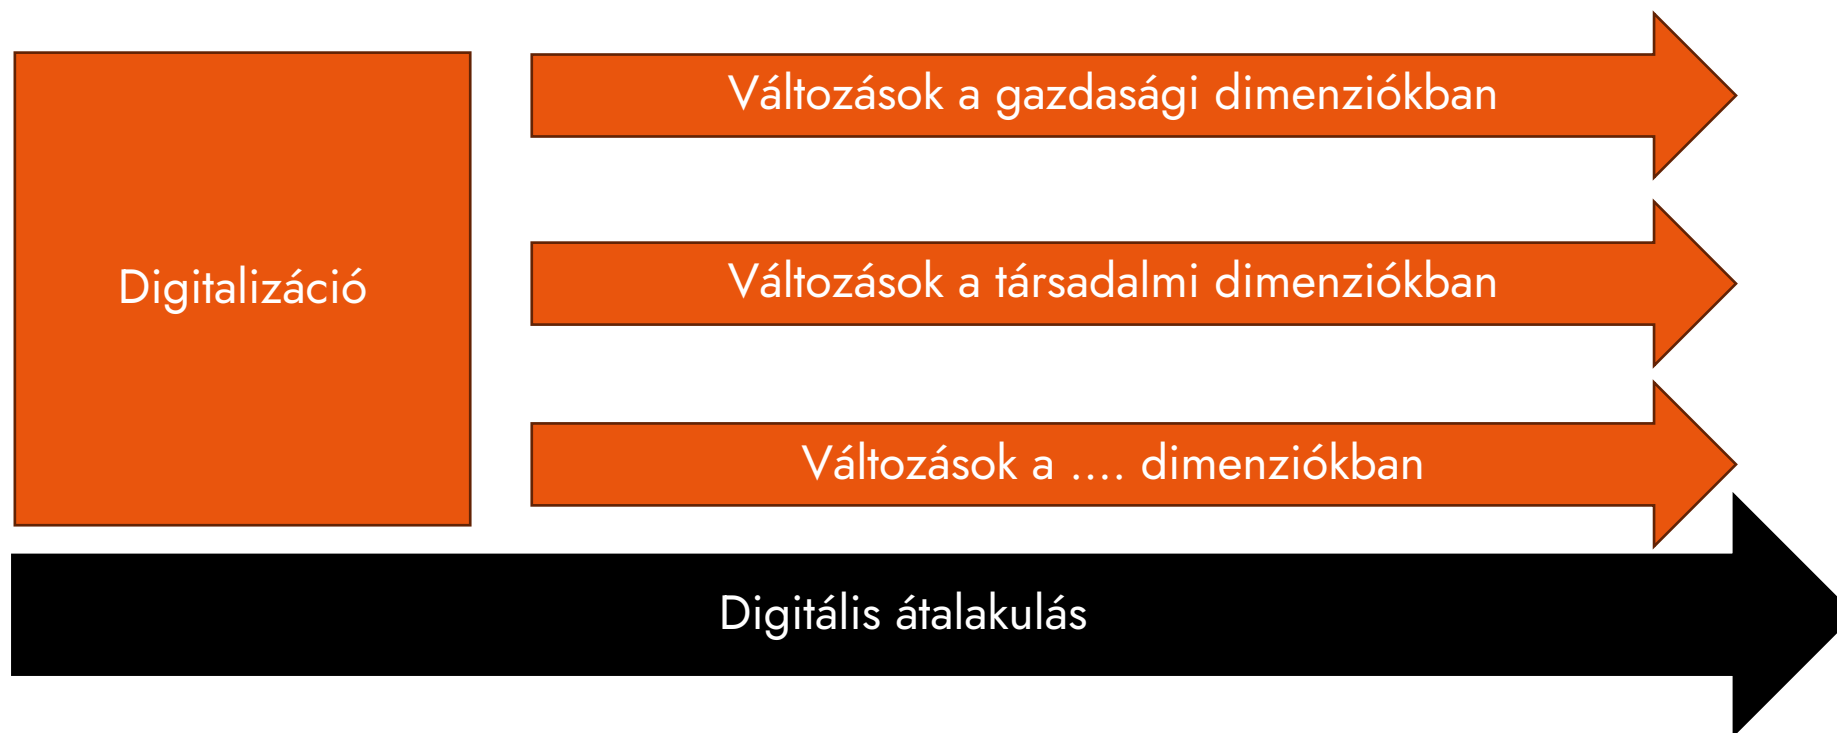 Digitalizáció
Változások a gazdasági dimenziókban
Változások a társadalmi dimenziókban
Változások a .... dimenziókban
Digitális átalakulás